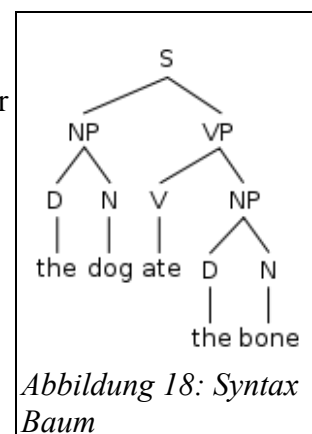 S
r
NP VP
D N V NP
the dog ate D N
the bone
Abbildung 18: Syntax
Baum